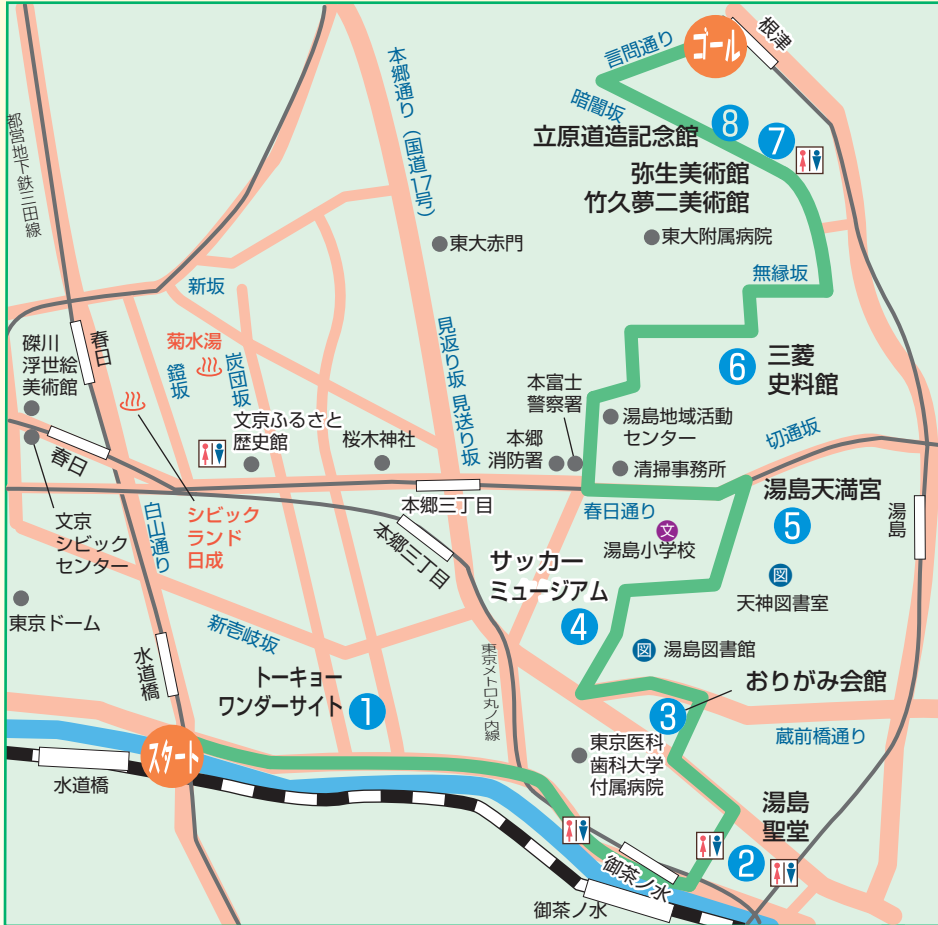 ゴール
根津
言問通り
暗闇坂
本郷通り(国道17号)
都営地下鉄三田線
立原道造記念館
8
7
弥生美術館
竹久夢二美術館
東大赤門
東大附属病院
無縁坂
新坂
菊水湯
鐙坂
炭団坂
春日
礫川
浮世絵
美術館
見返り坂
見送り坂
6
三菱
史料館
本富士
警察署
湯島地域活動
センター
文京ふるさと
歴史館
桜木神社
本郷
消防署
清掃事務所
切通坂
春日
本郷三丁目
春日通り
湯島天満宮
5
湯島
文京
シビック
センター
白山通り
シビック
ランド
日成
本郷三丁目
文
湯島小学校
サッカー
ミュージアム
4
図
天神図書室
東京ドーム
新壱岐坂
水道橋
東京メトロ丸ノ内線
図
湯島図書館
トーキョー
ワンダーサイト
1
おりがみ会館
3
蔵前橋通り
スタート
水道橋
東京医科
歯科大学
付属病院
湯島
聖堂
2
御茶ノ水
御茶ノ水